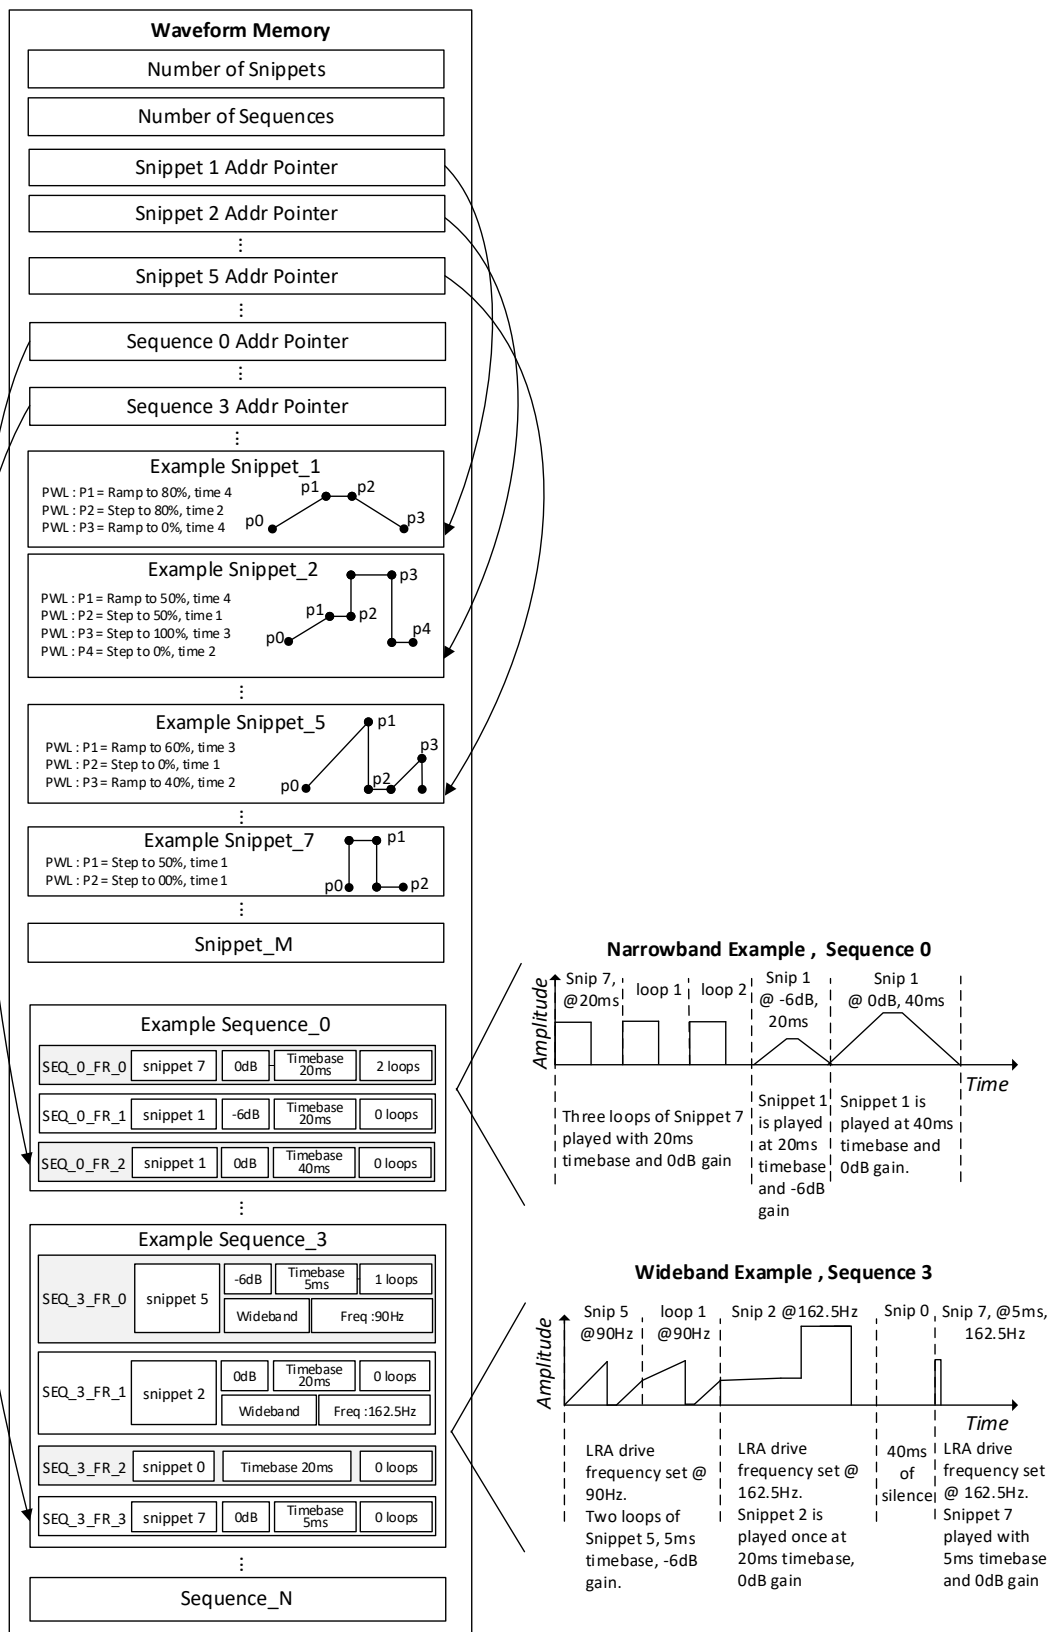 Waveform Memory
Number of Snippets
Number of Sequences
Snippet 1 Addr Pointer
Snippet 2 Addr Pointer
⋮
Snippet 5 Addr Pointer
⋮
Sequence 0 Addr Pointer
⋮
Sequence 3 Addr Pointer
⋮
Example Snippet_1
PWL : P1 = Ramp to 80%, time 4
PWL : P2 = Step to 80%, time 2
PWL : P3 = Ramp to 0%, time 4
p0
p1
p2
p3
Example Snippet_2
PWL : P1 = Ramp to 50%, time 4
PWL : P2 = Step to 50%, time 1
PWL : P3 = Step to 100%, time 3
PWL : P4 = Step to 0%, time 2
p0
p1
p2
p3
p4
⋮
Example Snippet_5
PWL : P1 = Ramp to 60%, time 3
PWL : P2 = Step to 0%, time 1
PWL : P3 = Ramp to 40%, time 2
p0
p1
p2
p3
⋮
Example Snippet_7
PWL : P1 = Step to 50%, time 1
PWL : P2 = Step to 00%, time 1
p0
p1
p2
⋮
Snippet_M
Example Sequence_0
SEQ_0_FR_0 snippet 7 0dB Timebase 2 loops
20ms
SEQ_0_FR_1 snippet 1 -6dB Timebase 0 loops
20ms
SEQ_0_FR_2 snippet 1 0dB Timebase 0 loops
40ms
⋮
Example Sequence_3
SEQ_3_FR_0 snippet 5
-6dB Timebase 1 loops
5ms
Wideband Freq :90Hz
SEQ_3_FR_1 snippet 2
0dB Timebase 0 loops
20ms
Wideband Freq :162.5Hz
SEQ_3_FR_2 snippet 0 Timebase 20ms 0 loops
SEQ_3_FR_3 snippet 7 0dB Timebase 0 loops
5ms
⋮
Sequence_N
Narrowband Example , Sequence 0
Amplitude
Snip 7,
@20ms
loop 1
loop 2
Snip 1
@ -6dB,
20ms
Snip 1
@ 0dB, 40ms
Time
Three loops of Snippet 7
played with 20ms
timebase and 0dB gain
Snippet 1
is played
at 20ms
timebase
and -6dB
gain
Snippet 1 is
played at 40ms
timebase and
0dB gain.
Wideband Example , Sequence 3
Amplitude
Snip 5
@90Hz
loop 1
@90Hz
Snip 2 @162.5Hz
Snip 0
Snip 7, @5ms,
162.5Hz
Time
LRA drive
frequency set @
90Hz.
Two loops of
Snippet 5, 5ms
timebase, -6dB
gain.
LRA drive
frequency set @
162.5Hz.
Snippet 2 is
played once at
20ms timebase,
0dB gain
40ms
of
silence
LRA drive
frequency set
@ 162.5Hz.
Snippet 7
played with
5ms timebase
and 0dB gain